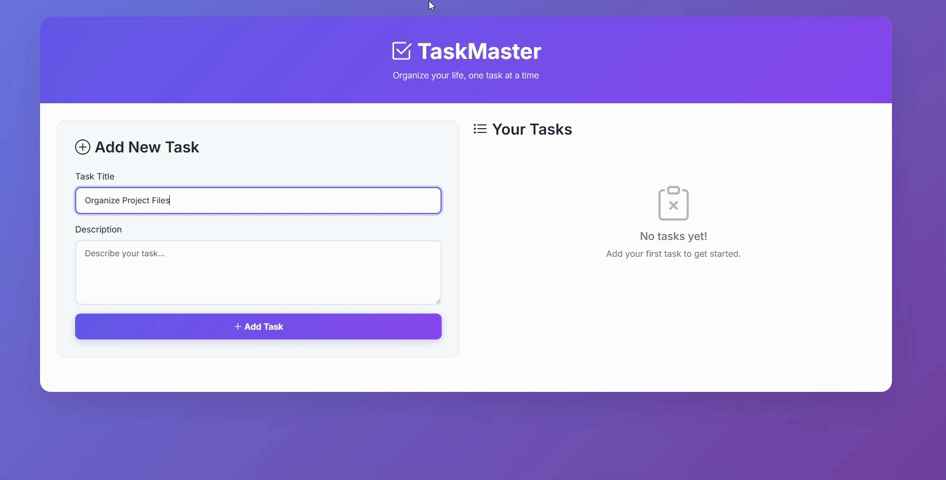 TaskMaster
Organize your life, one task at a time
Add New Task
Task Title
Organize Project Files
Description
Describe your task...
+ Add Task
Your Tasks
No tasks yet!
Add your first task to get started.